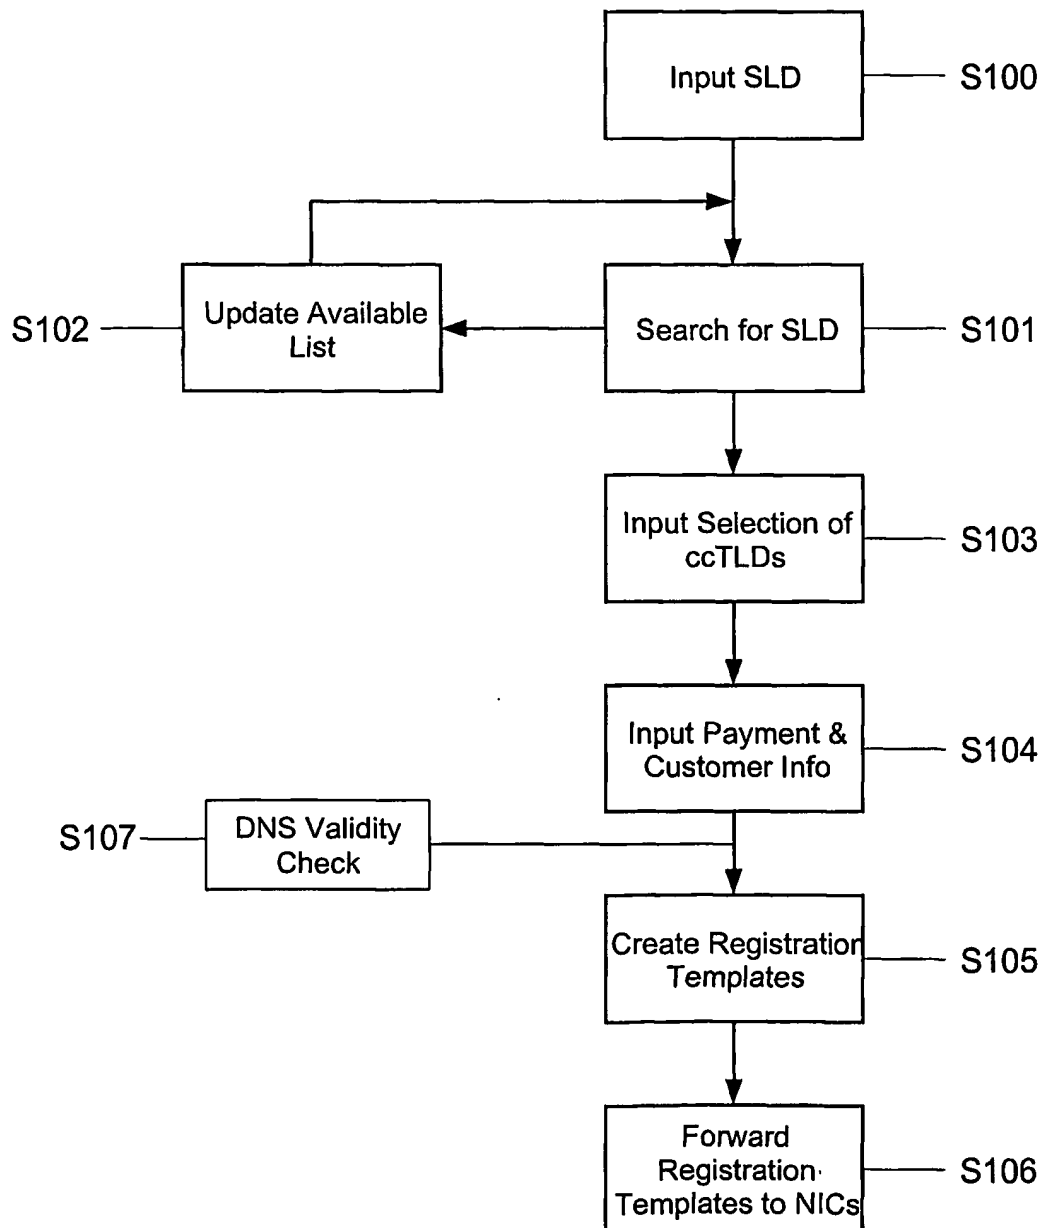 Input SLD
S100
Update Available
List
S102
Search for SLD
S101
Input Selection of
ccTLDs
S103
Input Payment &
Customer Info
S104
DNS Validity
Check
S107
Create Registration
Templates
S105
Forward
Registration
Templates to NICs
S106